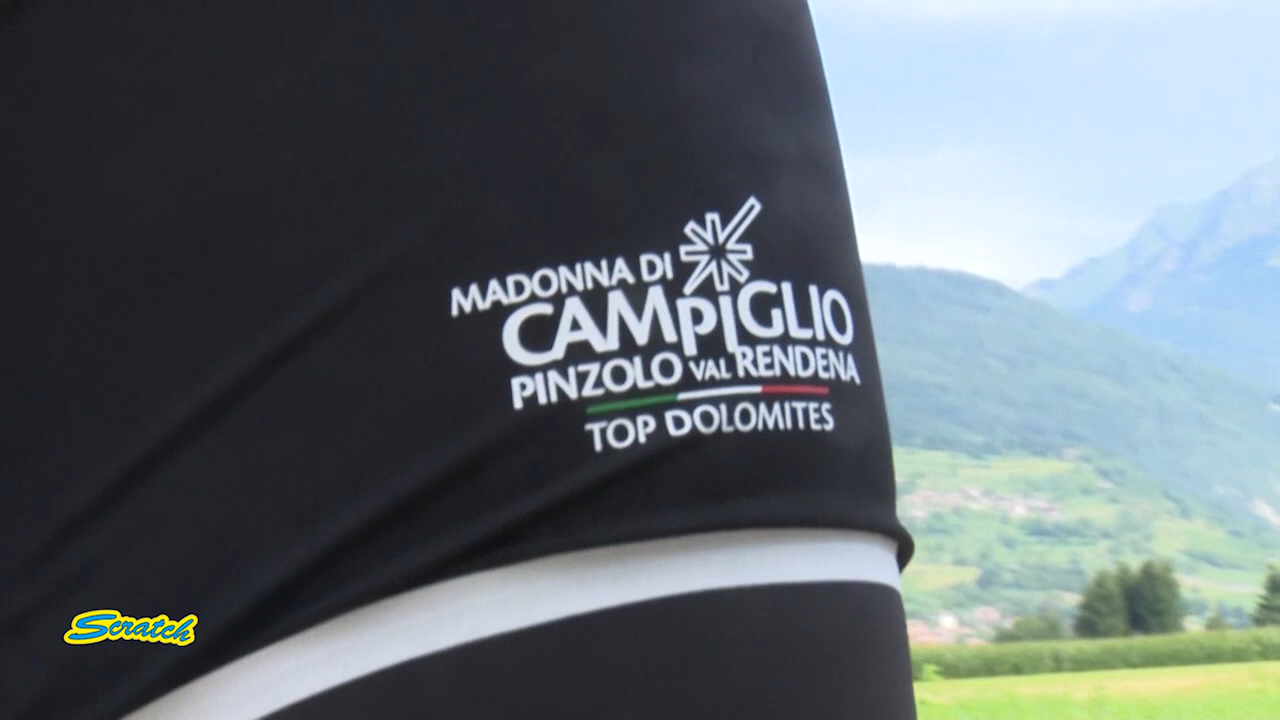 MADONNA DI
CAMPIGLIO
PINZOLO VAL RENDENA
TOP DOLOMITES
Scratch